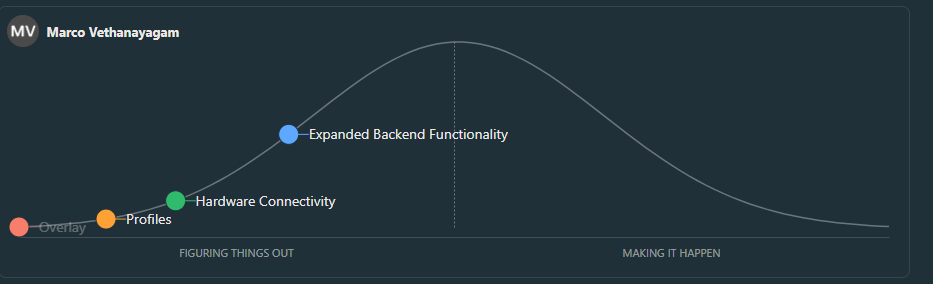 MV Marco Vethanayagam
Expanded Backend Functionality
Hardware Connectivity
Profiles
Overlay
FIGURING THINGS OUT MAKING IT HAPPEN